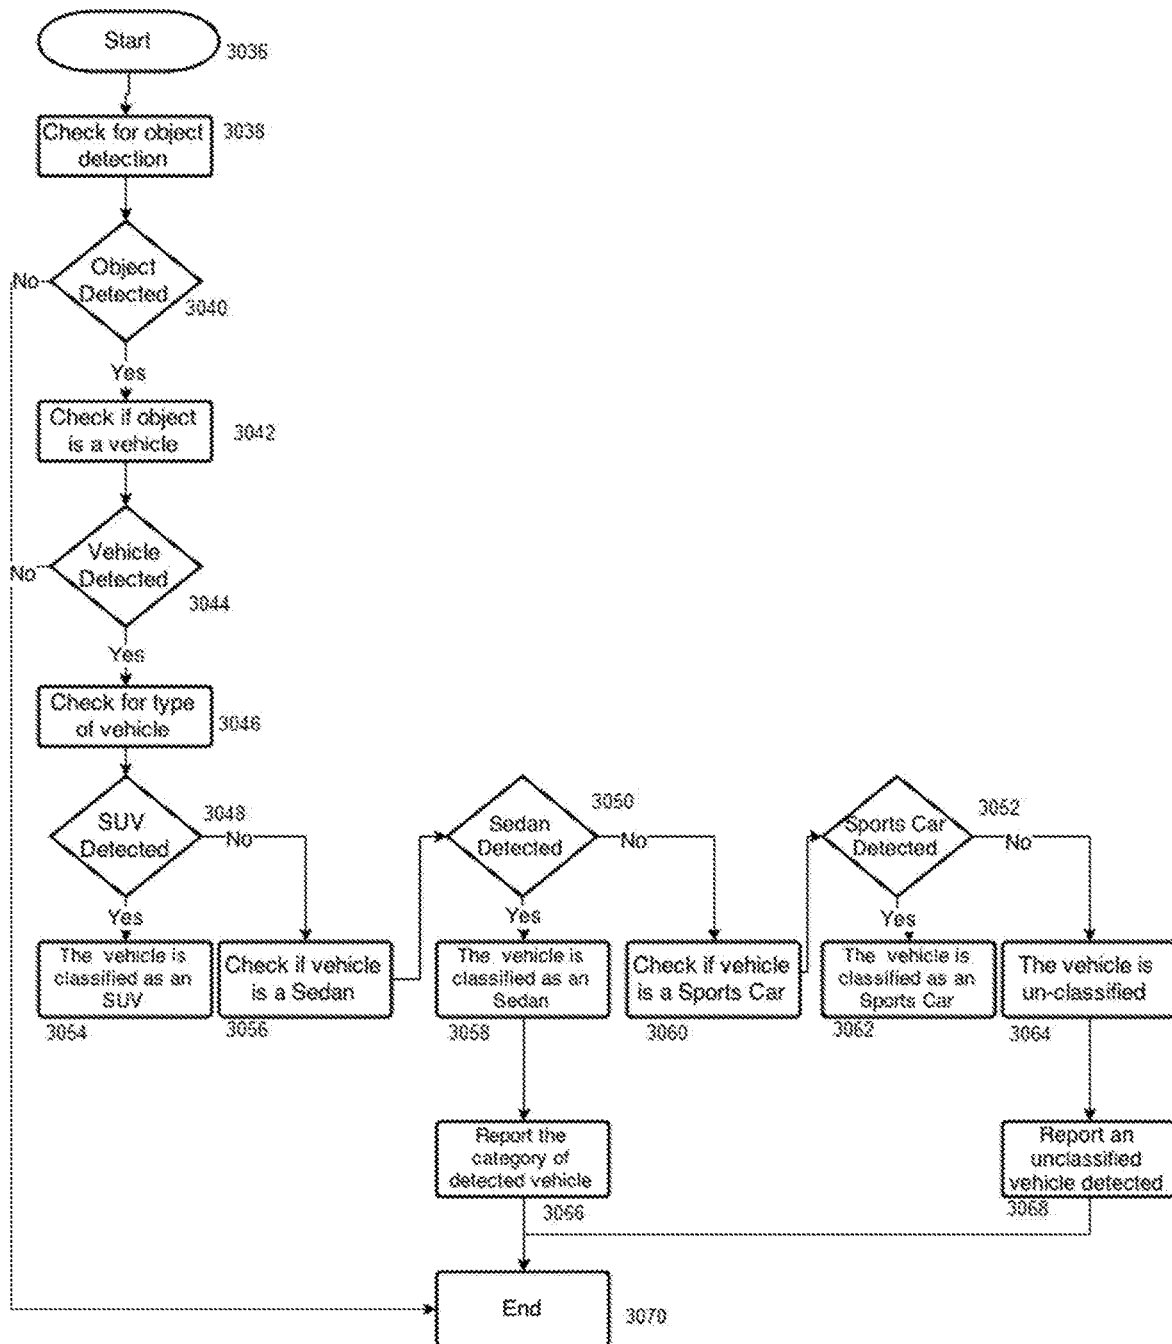 Start
3036
Check for object
detection
3038
Object
Detected
3040
No
Yes
Check if object
is a vehicle
3042
Vehicle
Detected
3044
No
Yes
Check for type
of vehicle
3046
SUV
Detected
3048
No
Yes
Sedan
Detected
3050
No
Yes
Sports Car
Detected
3052
No
Yes
The vehicle is
classified as an
SUV
3054
Check if vehicle
is a Sedan
3056
The vehicle is
classified as an
Sedan
3058
Check if vehicle
is a Sports Car
3060
The vehicle is
classified as an
Sports Car
3062
The vehicle is
un-classified
3064
Report the
category of
detected vehicle
3066
Report an
unclassified
vehicle detected
3068
End
3070